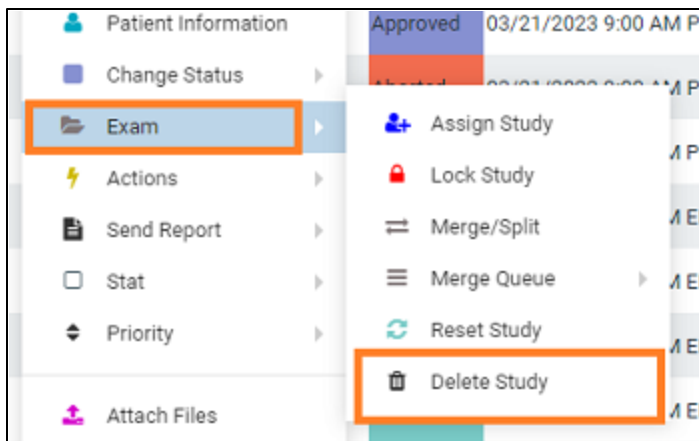 Patient Information
Approved 03/21/2023 9:00 AM P
Change Status
Exam
Assign Study
Actions
Lock Study
Send Report
Merge/Split
Stat
Merge Queue
Priority
Reset Study
Delete Study
Attach Files